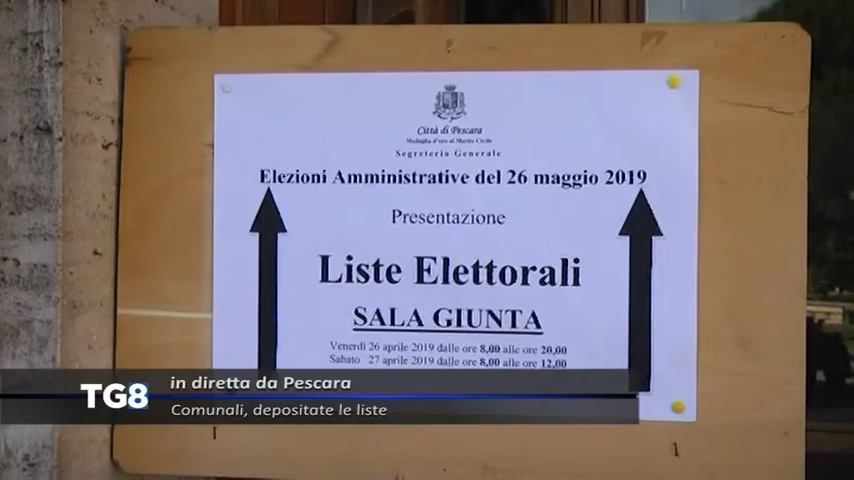 Città di Pescara
Medaglia d'oro al Merito Civile
Segreteria Generale
Elezioni Amministrative del 26 maggio 2019
Presentazione
Liste Elettorali
SALA GIUNTA
Venerdì 26 aprile 2019 dalle ore 8,00 alle ore 20,00
Sabato 27 aprile 2019 dalle ore 8,00 alle ore 12,00
TG8
in diretta da Pescara
Comunali, depositate le liste